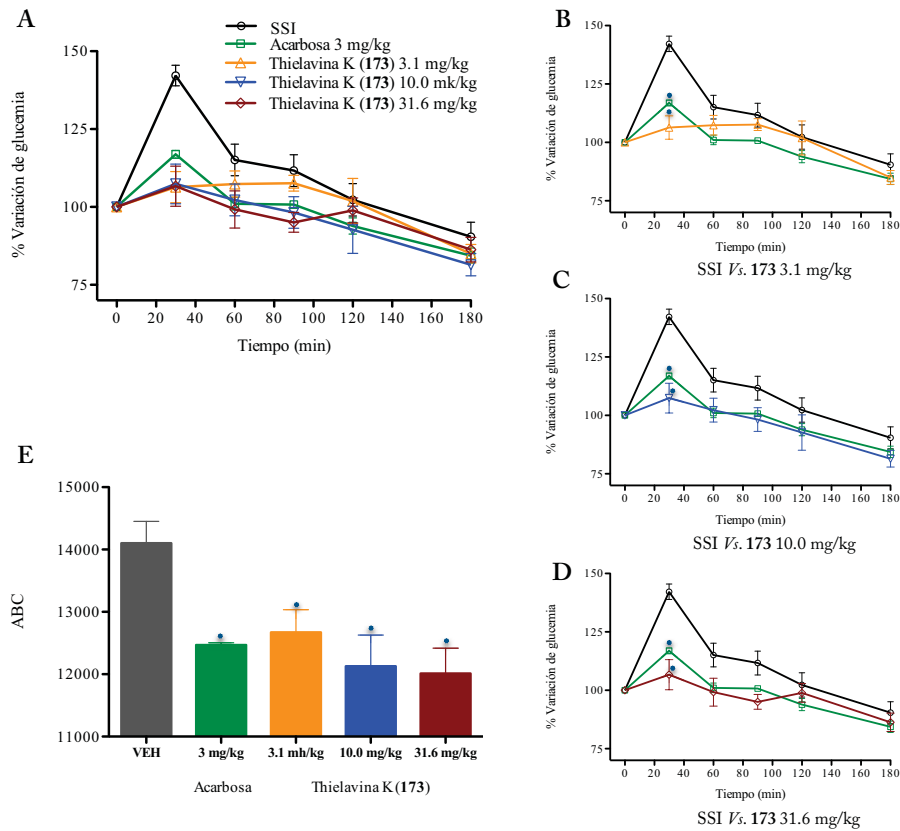 A
SSI
Acarbosa 3 mg/kg
Thielavina K (173) 3.1 mg/kg
Thielavina K (173) 10.0 mk/kg
Thielavina K (173) 31.6 mg/kg
150
125
100
75
% Variación de glucemia
0 20 40 60 80 100 120 140 160 180
Tiempo (min)
B
150
125
100
75
% Variación de glucemia
0 20 40 60 80 100 120 140 160 180
Tiempo (min)
SSI Vs. 173 3.1 mg/kg
C
150
125
100
75
% Variación de glucemia
0 20 40 60 80 100 120 140 160 180
Tiempo (min)
SSI Vs. 173 10.0 mg/kg
D
150
125
100
75
% Variación de glucemia
0 20 40 60 80 100 120 140 160 180
Tiempo (min)
SSI Vs. 173 31.6 mg/kg
E
15000
14000
13000
12000
11000
ABC
VEH 3 mg/kg 3.1 mh/kg 10.0 mg/kg 31.6 mg/kg
Acarbosa Thielavina K (173)